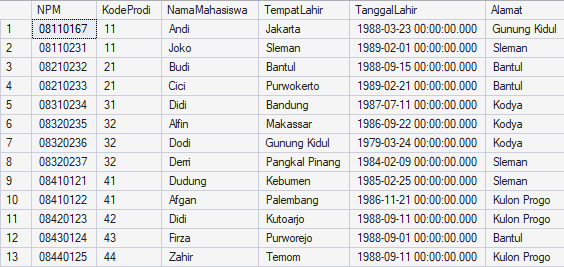 NPM KodeProdi NamaMahasiswa TempatLahir TanggalLahir Alamat
1 08110167 11 Andi Jakarta 1988-03-23 00:00:00.000 Gunung Kidul
2 08110231 11 Joko Sleman 1989-02-01 00:00:00.000 Sleman
3 08210232 21 Budi Bantul 1988-09-15 00:00:00.000 Bantul
4 08210233 21 Cici Purwokerto 1989-02-21 00:00:00.000 Bantul
5 08310234 31 Didi Bandung 1987-07-11 00:00:00.000 Kodya
6 08320235 32 Alfin Makassar 1986-09-22 00:00:00.000 Kodya
7 08320236 32 Dodi Gunung Kidul 1979-03-24 00:00:00.000 Kodya
8 08320237 32 Derri Pangkal Pinang 1984-02-09 00:00:00.000 Sleman
9 08410121 41 Dudung Kebumen 1985-02-25 00:00:00.000 Sleman
10 08410122 41 Afgan Palembang 1986-11-21 00:00:00.000 Kulon Progo
11 08420123 42 Didi Kutoarjo 1988-09-11 00:00:00.000 Kulon Progo
12 08430124 43 Firza Purworejo 1988-09-01 00:00:00.000 Bantul
13 08440125 44 Zahir Temom 1988-09-11 00:00:00.000 Kulon Progo